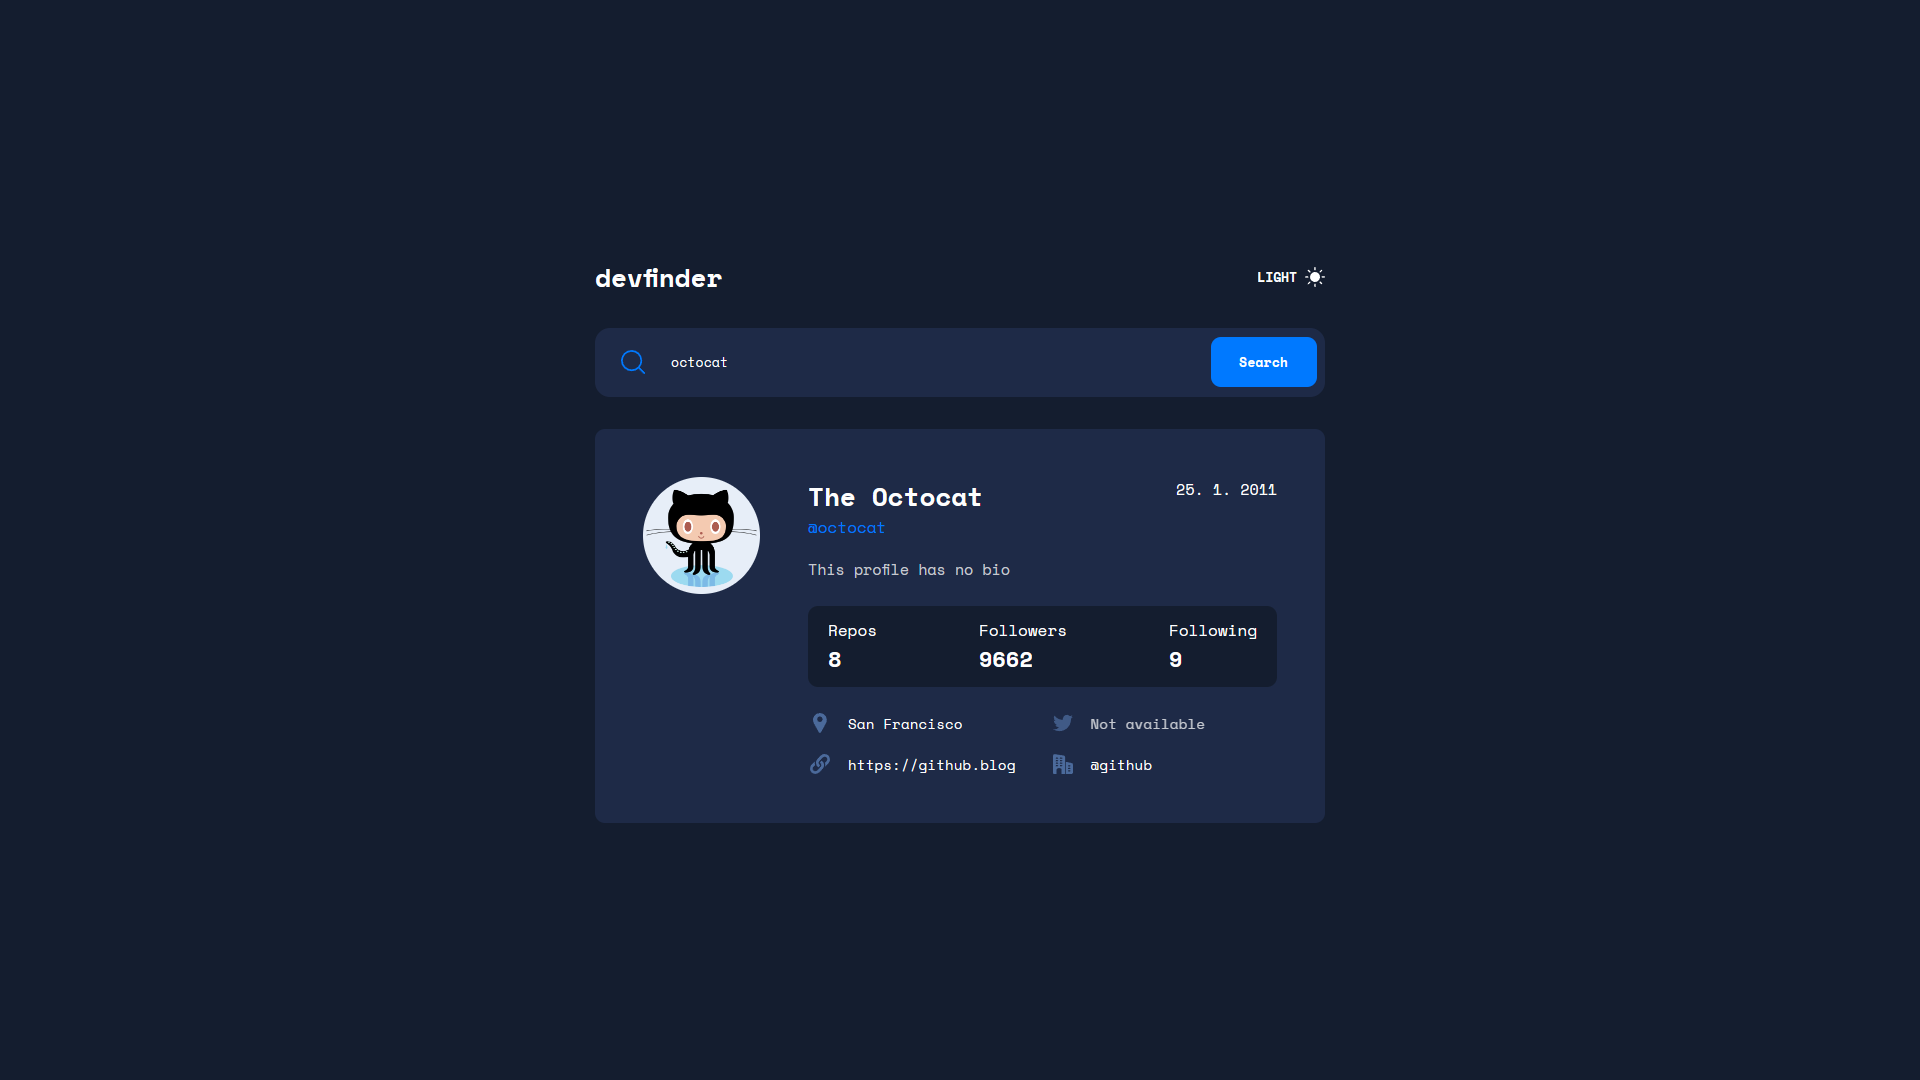 devfinder
LIGHT
octocat
Search
The Octocat
25. 1. 2011
@octocat
This profile has no bio
Repos
Followers
Following
8
9662
9
San Francisco
Not available
https://github.blog
@github